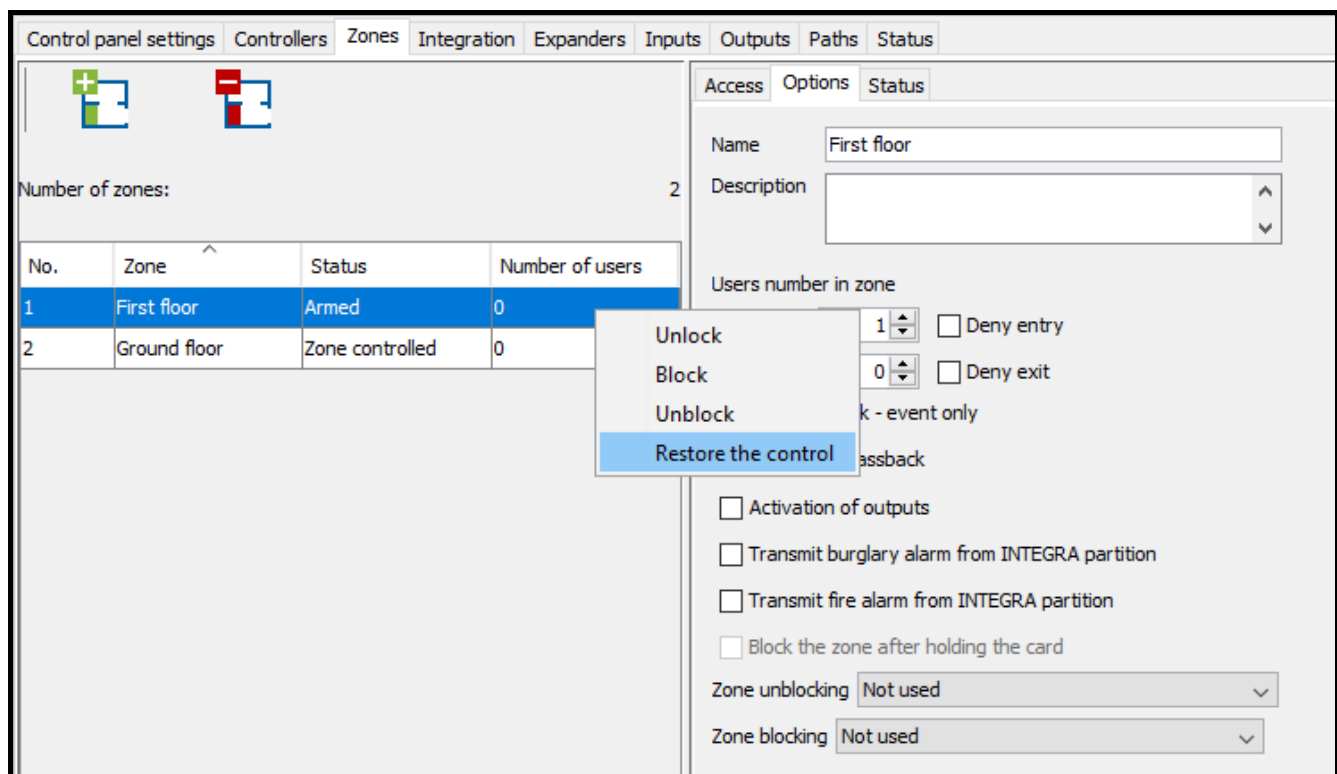 Control panel settings Controllers Zones Integration Expanders Inputs Outputs Paths Status
Number of zones: 2
No. Zone Status Number of users
1 First floor Armed 0
2 Ground floor Zone controlled 0
Unlock
Block
Unblock
Restore the control
Access Options Status
Name First floor
Description
Users number in zone
1 Deny entry
0 Deny exit
- event only
Activation of outputs
Transmit burglary alarm from INTEGRA partition
Transmit fire alarm from INTEGRA partition
Block the zone after holding the card
Zone unblocking Not used
Zone blocking Not used